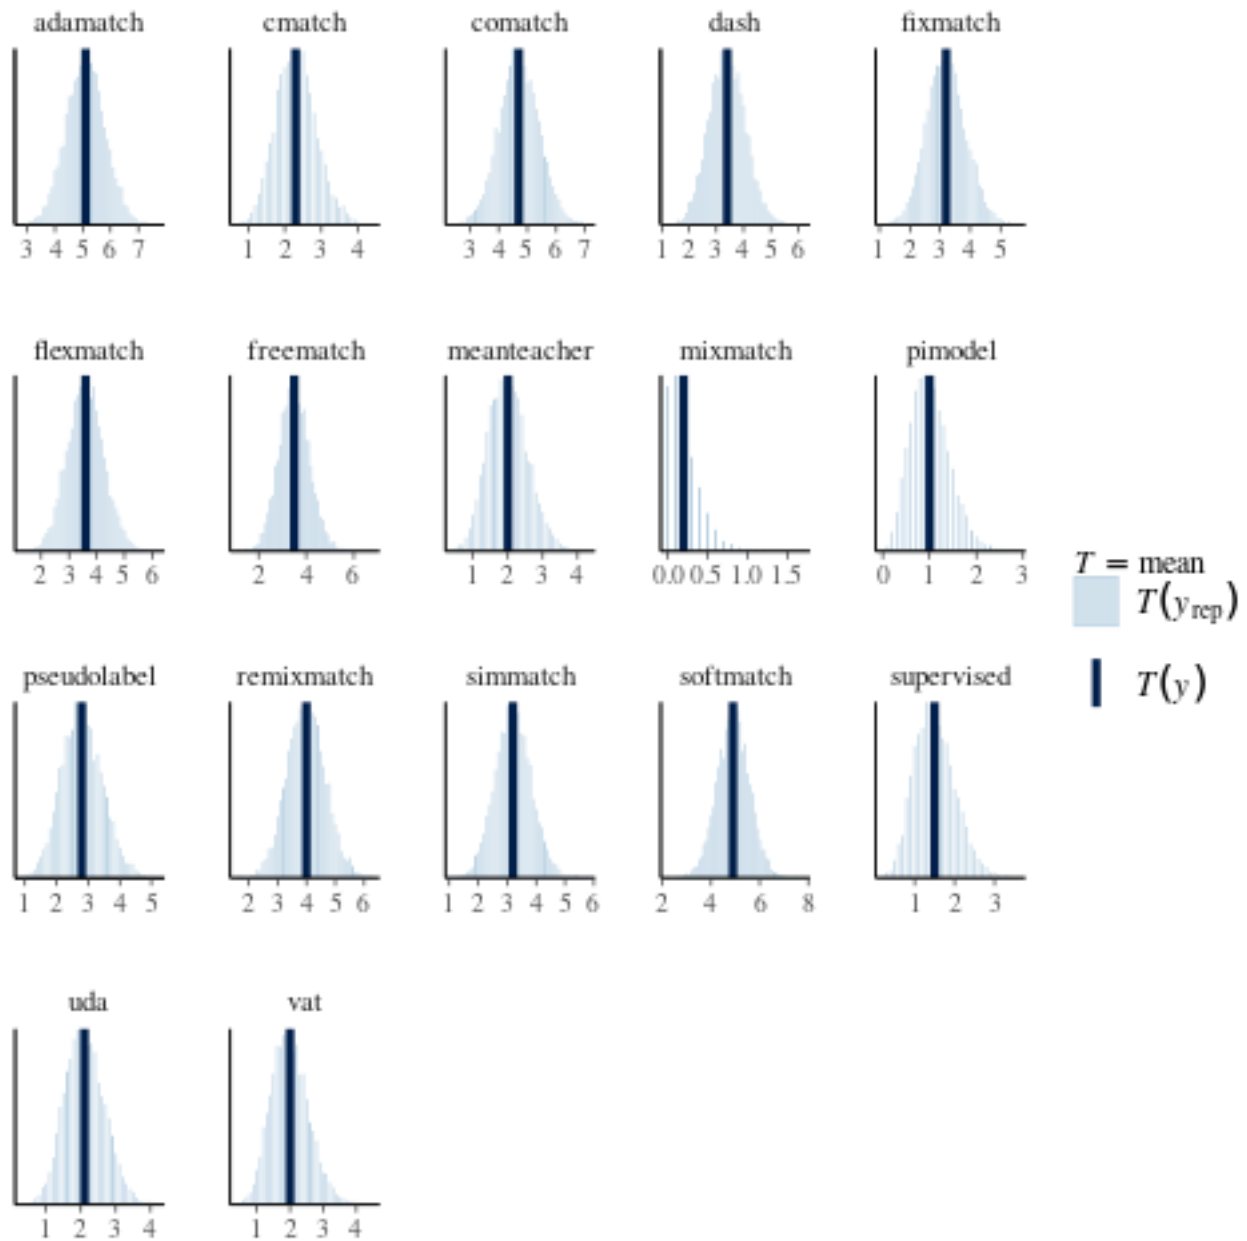 adamatch cmatch comatch dash fixmatch
3 4 5 6 7 1 2 3 4 3 4 5 6 7 1 2 3 4 5 6 1 2 3 4 5
flexmatch freematch meanteacher mixmatch pimodel
2 3 4 5 6 2 4 6 1 2 3 4 0.0 0.5 1.0 1.5 0 1 2 3
T = mean
T(yrep)
T(y)
pseudolabel remixmatch simmatch softmatch supervised
1 2 3 4 5 2 3 4 5 6 1 2 3 4 5 6 2 4 6 8 1 2 3
uda vat
1 2 3 4 1 2 3 4